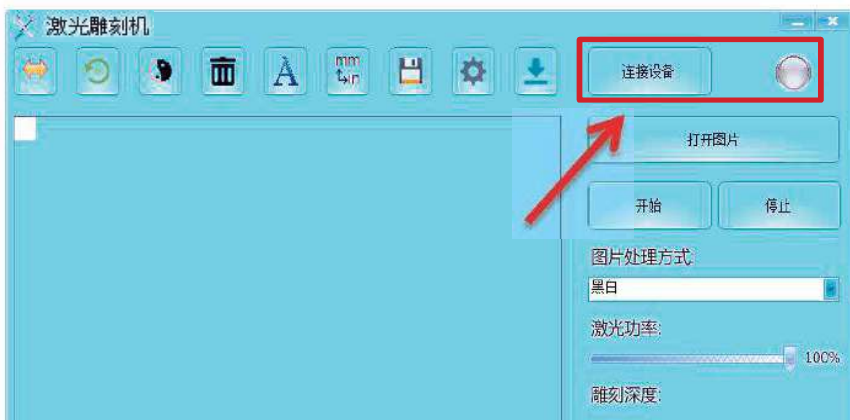 激光雕刻机
A
mm
in
连接设备
打开图片
开始
停止
图片处理方式:
黑白
激光功率:
100%
雕刻深度: